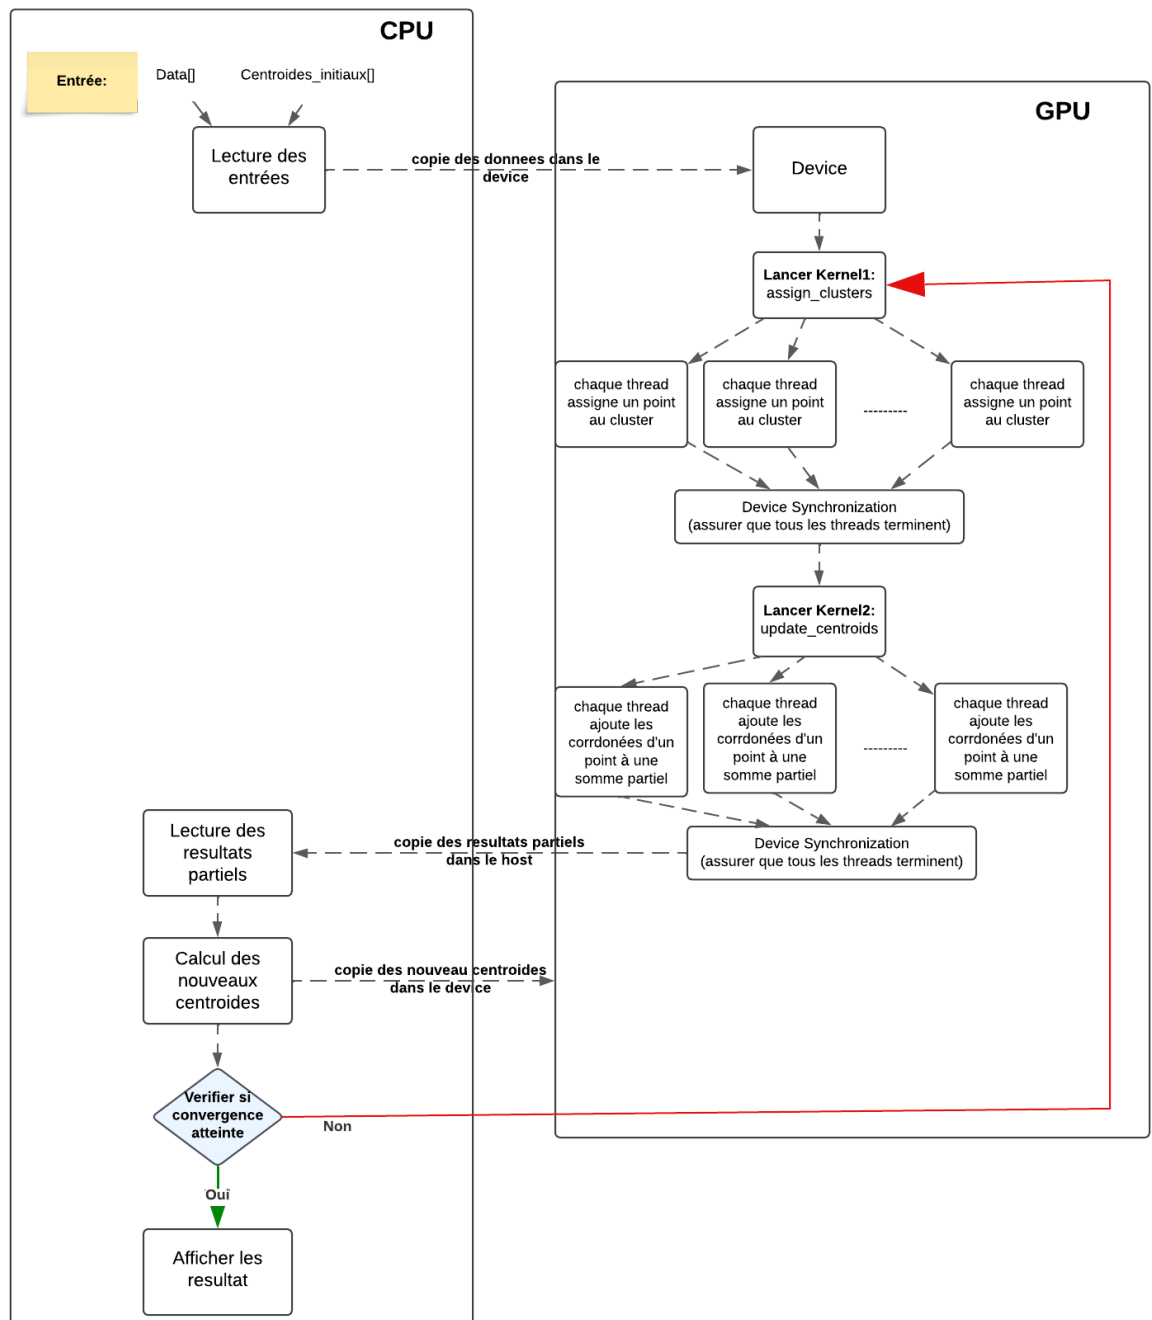 CPU
Entrée:
Data[]
Centroides_initiaux[]
GPU
Lecture des
entrées
copie des donnees dans le
device
Device
Lancer Kernel1:
assign_clusters
chaque thread
assigne un point
au cluster
chaque thread
assigne un point
au cluster
---------
chaque thread
assigne un point
au cluster
Device Synchronization
(assurer que tous les threads terminent)
Lancer Kernel2:
update_centroids
chaque thread
ajoute les
corrdonées d'un
point à une
somme partiel
chaque thread
ajoute les
corrdonées d'un
point à une
somme partiel
---------
chaque thread
ajoute les
corrdonées d'un
point à une
somme partiel
Device Synchronization
(assurer que tous les threads terminent)
copie des resultats partiels
dans le host
Lecture des
resultats
partiels
Calcul des
nouveaux
centroides
copie des nouveau centroides
dans le device
Verifier si
convergence
atteinte
Non
Oui
Afficher les
resultat